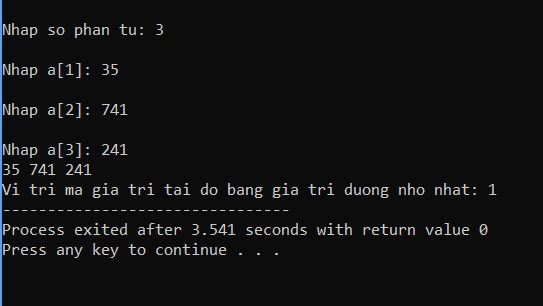 Nhap so phan tu: 3
Nhap a[1]: 35
Nhap a[2]: 741
Nhap a[3]: 241
35 741 241
Vi tri ma gia tri tai do bang gia tri duong nho nhat: 1
--------------------------------
Process exited after 3.541 seconds with return value 0
Press any key to continue . . .